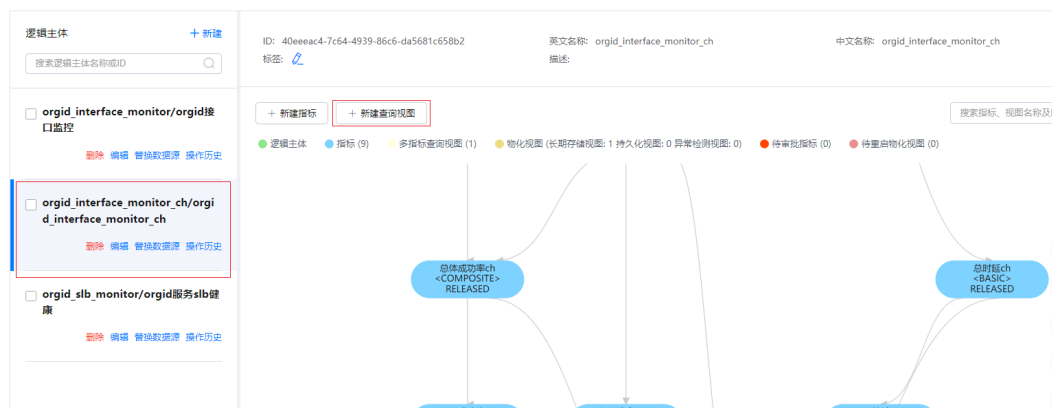 逻辑主体
+ 新建
搜索逻辑主体名称或ID
orgid_interface_monitor/orgid接
口监控
删除 编辑 替换数据源 操作历史
orgid_interface_monitor_ch/orgi
d_interface_monitor_ch
删除 编辑 替换数据源 操作历史
orgid_slb_monitor/orgid服务slb健
康
删除 编辑 替换数据源 操作历史
ID: 40eeeac4-7c64-4939-86c6-da5681c658b2
英文名称: orgid_interface_monitor_ch
中文名称: orgid_interface_monitor_ch
标签:
描述:
+ 新建指标
+ 新建查询视图
搜索指标、视图名称及
逻辑主体
指标 (9)
多指标查询视图 (1)
物化视图 (长期存储视图: 1 持久化视图: 0 异常检测视图: 0)
待审批指标 (0)
待重启物化视图 (0)
总体成功率ch
<COMPOSITE>
RELEASED
总时延ch
<BASIC>
RELEASED